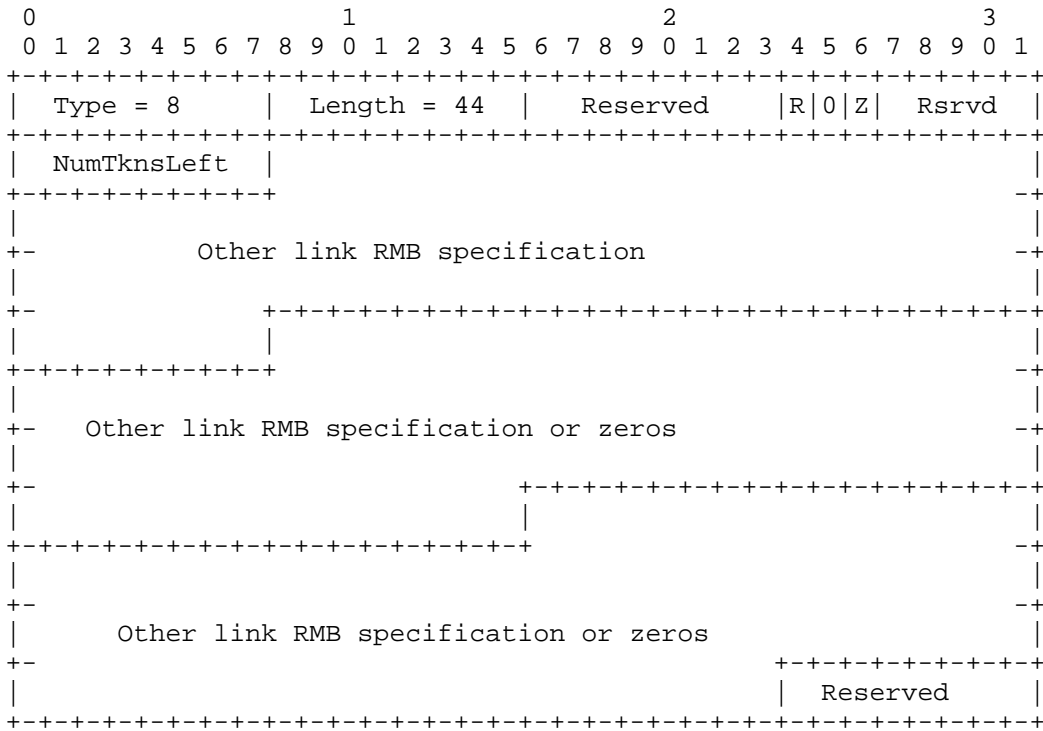 0                   1                   2                   3
 0 1 2 3 4 5 6 7 8 9 0 1 2 3 4 5 6 7 8 9 0 1 2 3 4 5 6 7 8 9 0 1
+-+-+-+-+-+-+-+-+-+-+-+-+-+-+-+-+-+-+-+-+-+-+-+-+-+-+-+-+-+-+-+-+
|  Type = 8     |  Length = 44  |   Reserved    |R|0|Z|  Rsrvd  |
+-+-+-+-+-+-+-+-+-+-+-+-+-+-+-+-+-+-+-+-+-+-+-+-+-+-+-+-+-+-+-+-+
|  NumTknsLeft  |                                               |
+-+-+-+-+-+-+-+-+                                              -+
|                                                               |
+-          Other link RMB specification                       -+
|                                                               |
+-              +-+-+-+-+-+-+-+-+-+-+-+-+-+-+-+-+-+-+-+-+-+-+-+-+
|               |                                               |
+-+-+-+-+-+-+-+-+                                              -+
|                                                               |
+-   Other link RMB specification or zeros                     -+
|                                                               |
+-                              +-+-+-+-+-+-+-+-+-+-+-+-+-+-+-+-+
|                               |                               |
+-+-+-+-+-+-+-+-+-+-+-+-+-+-+-+-+                              -+
|                                                               |
+-                                                             -+
|      Other link RMB specification or zeros                    |
+-                                              +-+-+-+-+-+-+-+-+
|                                               |  Reserved     |
+-+-+-+-+-+-+-+-+-+-+-+-+-+-+-+-+-+-+-+-+-+-+-+-+-+-+-+-+-+-+-+-+